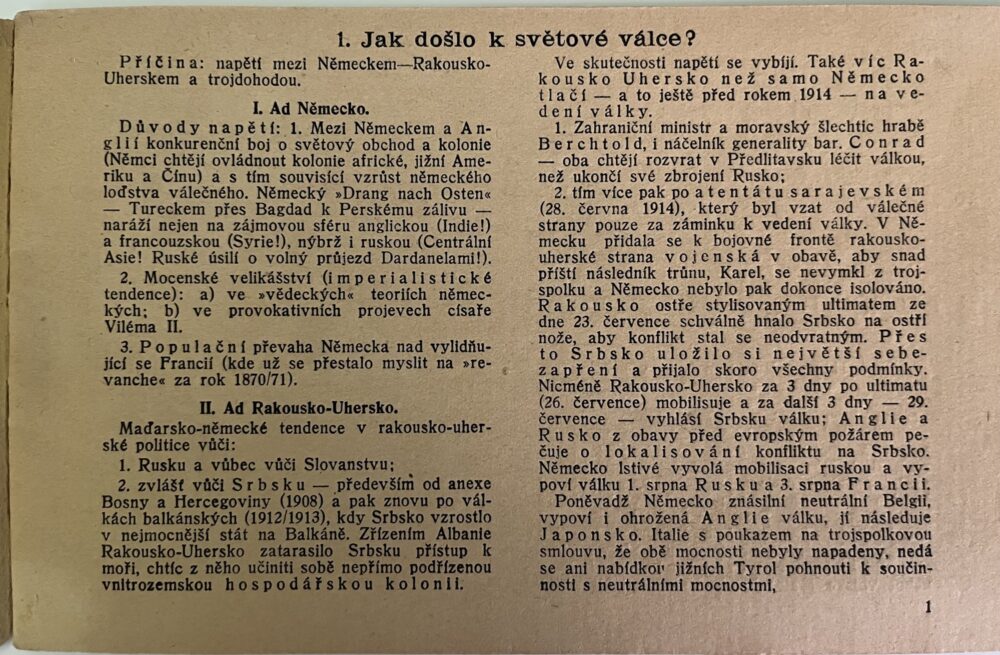 1. Jak došlo k světové válce?
Příčina: napětí mezi Německem—Rakousko-
Uherskem a trojdohodou.
I. Ad Německo.
Důvody napětí: 1. Mezi Německem a An-
glií konkurenční boj o světový obchod a kolonie
(Němci chtějí ovládnout kolonie africké, jižní Ame-
riku a Čínu) a s tím souvisící vzrůst německého
loďstva válečného. Německý »Drang nach Osten«
— Tureckem přes Bagdad k Perskému zálivu —
naráží nejen na zájmovou sféru anglickou (Indie!)
a francouzskou (Syrie!), nýbrž i ruskou (Centrální
Asie! Ruské úsilí o volný průjezd Dardanelami!).
2. Mocenské velikášství (imperialistické
tendence): a) ve »vědeckých« teoriích němec-
kých; b) ve provokativních projevech císaře
Viléma II.
3. Populační převaha Německa nad vylidňu-
jící se Francií (kde už se přestalo myslit na »re-
vanche« za rok 1870/71).
II. Ad Rakousko-Uhersko.
Maďarsko-německé tendence v rakousko-uher-
ské politice vůči:
1. Rusku a vůbec vůči Slovanstvu;
2. zvlášť vůči Srbsku — především od anexe
Bosny a Hercegoviny (1908) a pak znovu po vál-
kách balkánských (1912/1913), kdy Srbsko vzrostlo
v nejmocnější stát na Balkáně. Zřízením Albanie
Rakousko-Uhersko zatarasilo Srbsku přístup k
moři, chtíc z něho učiniti sobě nepřímo podřízenou
vnitrozemskou hospodářskou kolonii.
Ve skutečnosti napětí se vybíjí. Také víc Ra-
kousko Uhersko než samo Německo
tlačí — a to ještě před rokem 1914 — na ve-
dení války.
1. Zahraniční ministr a moravský šlechtic hrabě
Berchtold, i náčelník generality bar. Conrad
— oba chtějí rozvrat v Předlitavsku léčit válkou,
než ukončí své zbrojení Rusko;
2. tím více pak po atentátu sarajevském
(28. června 1914), který byl vzat od válečné
strany pouze za záminku k vedení války. V Ně-
mecku přidala se k bojovné frontě rakousko-
uherské strana vojenská v obavě, aby snad
příští následník trůnu, Karel, se nevymkl z troj-
spolku a Německo nebylo pak dokonce isolováno.
Rakousko ostře stylisovaným ultimatem ze
dne 23. července schválně hnalo Srbsko na ostří
nože, aby konflikt stal se neodvratným. Přes
to Srbsko uložilo si největší sebe-
zapření a přijalo skoro všechny podmínky.
Nicméně Rakousko-Uhersko za 3 dny po ultimatu
(26. července) mobilisuje a za další 3 dny — 29.
července — vyhlásí Srbsku válku; Anglie a
Rusko z obavy před evropským požárem pe-
čuje o lokalisování konfliktu na Srbsko.
Německo lstivě vyvolá mobilisaci ruskou a vy-
poví válku 1. srpna Rusku a 3. srpna Francii.
Poněvadž Německo znásilní neutrální Belgii,
vypoví i ohrožená Anglie válku, jí následuje
Japonsko. Italie s poukazem na trojspolkovou
smlouvu, že obě mocnosti nebyly napadeny, nedá
se ani nabídkou jižních Tyrol pohnouti k součin-
nosti s neutrálními mocnostmi,
1